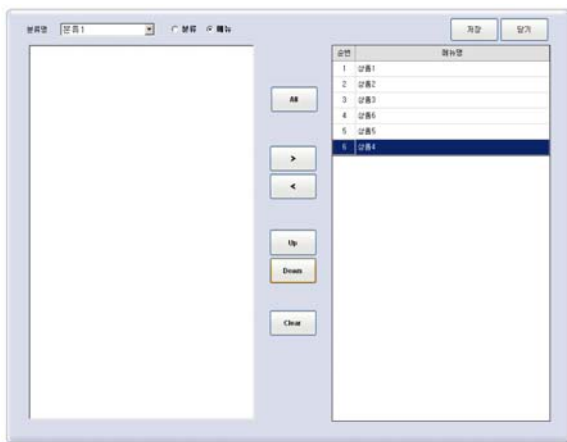 분류명 분류1 분류 메뉴 저장 닫기
순번 메뉴명
1 상품1
2 상품2
3 상품3
4 상품6
5 상품5
6 상품4
All
>
<
Up
Down
Clear